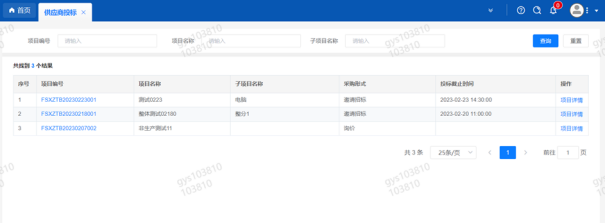 首页 供应商投标 × 9
项目编号 请输入 项目名称 请输入 子项目名称 请输入 查询 重置
共搜到 3 个结果
序号 项目编号 项目名称 子项目名称 采购形式 投标截止时间 操作
1 FSXZTB20230223001 测试0223 电脑 邀请招标 2023-02-23 14:30:00 项目详情
2 FSXZTB20230218001 整体测试02180 整分1 邀请招标 2023-02-20 11:00:00 项目详情
3 FSXZTB20230207002 非生产测试11 询价 项目详情
共 3 条 25条/页 < 1 > 前往 1 页
gys103810
103810